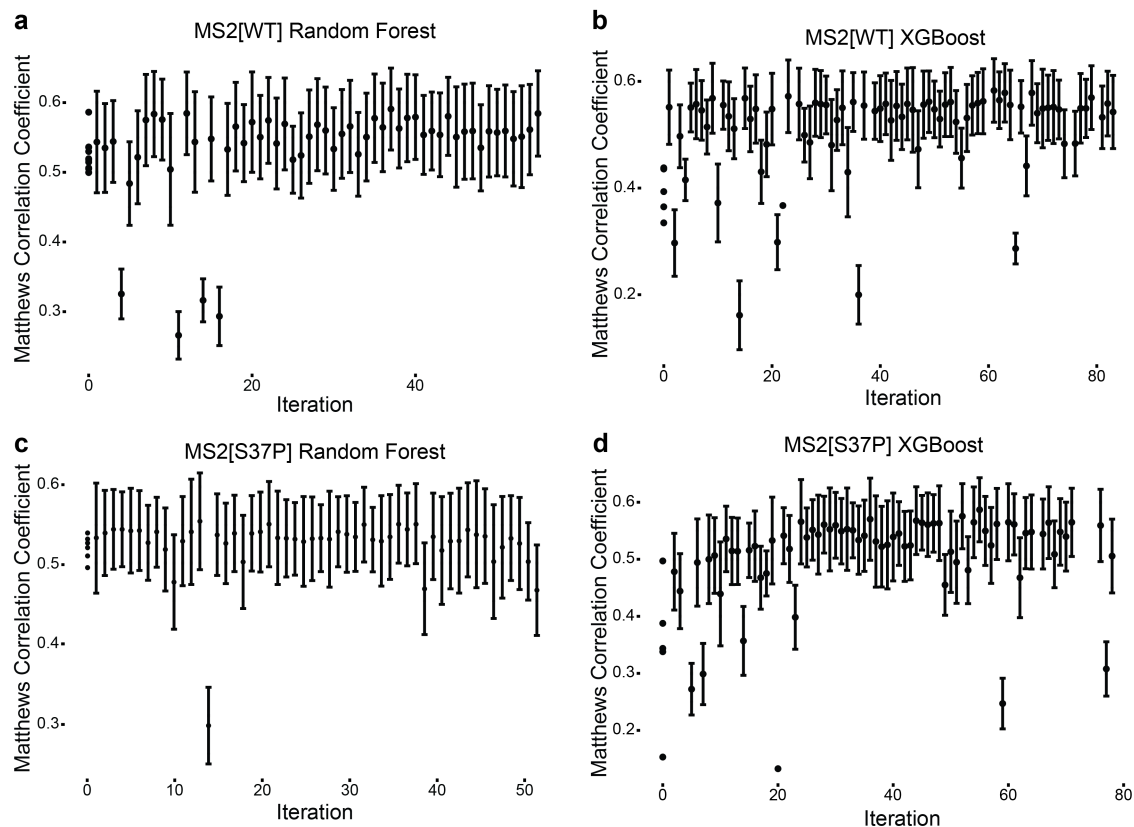 a
MS2[WT] Random Forest
Matthews Correlation Coefficient
0.6
0.5
0.4
0.3
0 20 40
Iteration
b
MS2[WT] XGBoost
Matthews Correlation Coefficient
0.6
0.4
0.2
0 20 40 60 80
Iteration
c
MS2[S37P] Random Forest
Matthews Correlation Coefficient
0.6
0.5
0.4
0.3
0 10 20 30 40 50
Iteration
d
MS2[S37P] XGBoost
Matthews Correlation Coefficient
0.6
0.5
0.4
0.3
0.2
0 20 40 60 80
Iteration